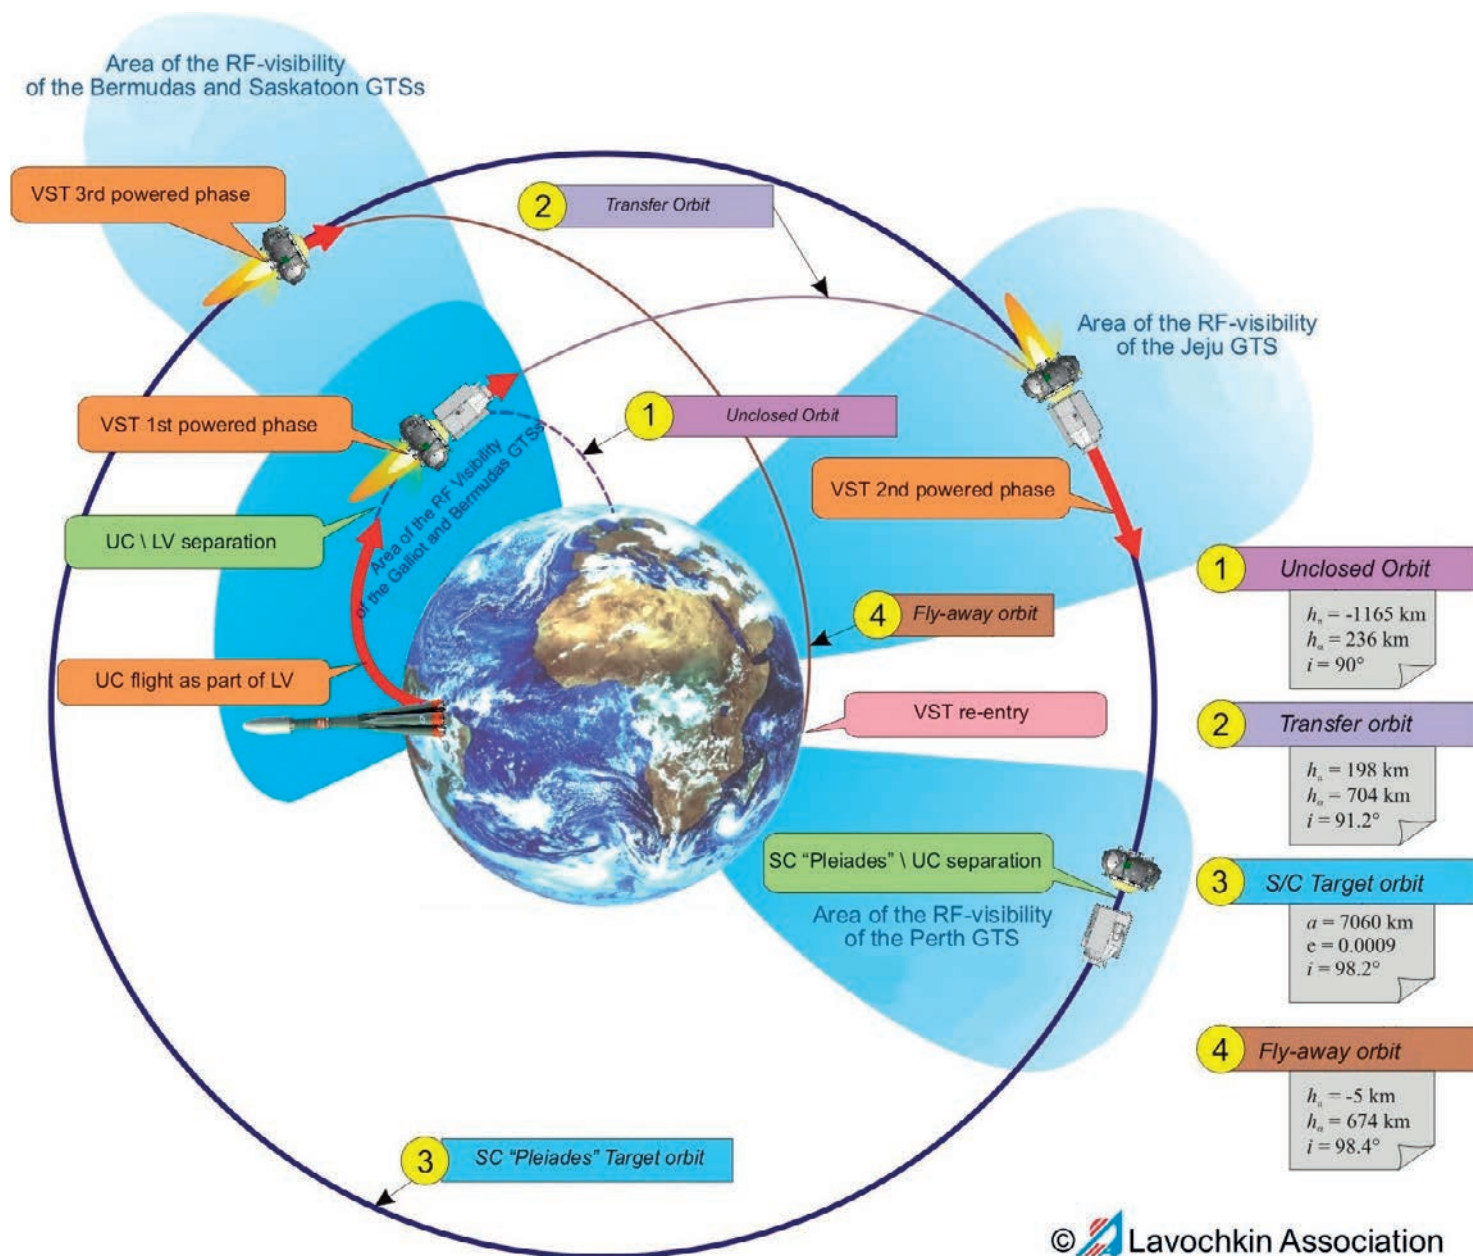 Area of the RF-visibility
of the Bermudas and Saskatoon GTSs
VST 3rd powered phase
2
Transfer Orbit
Area of the RF-visibility
of the Jeju GTS
VST 1st powered phase
1
Unclosed Orbit
Area of the RF Visibility
of the Galliot and Bermudas GTSs
VST 2nd powered phase
UC \ LV separation
4
Fly-away orbit
UC flight as part of LV
VST re-entry
SC "Pleiades" \ UC separation
Area of the RF-visibility
of the Perth GTS
3
SC "Pleiades" Target orbit
1
Unclosed Orbit
hπ = -1165 km
hα = 236 km
i = 90°
2
Transfer orbit
hπ = 198 km
hα = 704 km
i = 91.2°
3
S/C Target orbit
a = 7060 km
e = 0.0009
i = 98.2°
4
Fly-away orbit
hπ = -5 km
hα = 674 km
i = 98.4°
© Lavochkin Association